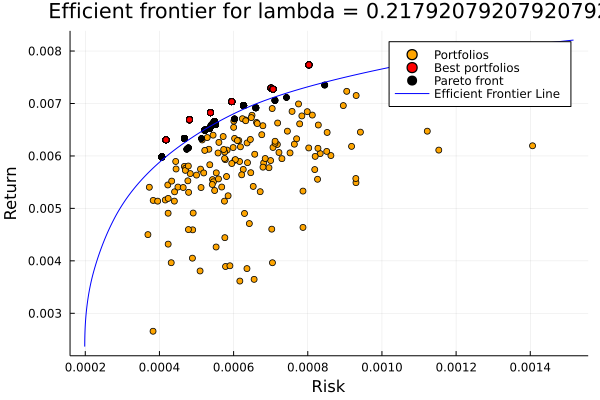 Efficient frontier for lambda = 0.2179207920792079
0.008
0.007
0.006
0.005
0.004
0.003
Return
Portfolios
Best portfolios
Pareto front
Efficient Frontier Line
0.0002 0.0004 0.0006 0.0008 0.0010 0.0012 0.0014
Risk